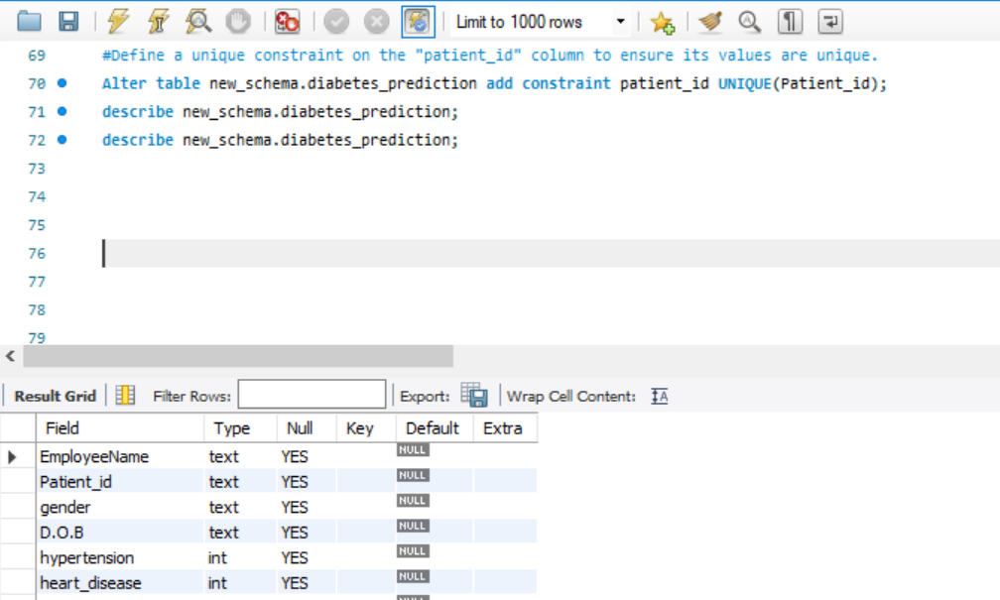 Limit to 1000 rows
69 #Define a unique constraint on the "patient_id" column to ensure its values are unique.
70 Alter table new_schema.diabetes_prediction add constraint patient_id UNIQUE(Patient_id);
71 describe new_schema.diabetes_prediction;
72 describe new_schema.diabetes_prediction;
73
74
75
76
77
78
79
Result Grid Filter Rows: Export: Wrap Cell Content:
Field Type Null Key Default Extra
EmployeeName text YES NULL
Patient_id text YES NULL
gender text YES NULL
D.O.B text YES NULL
hypertension int YES NULL
heart_disease int YES NULL